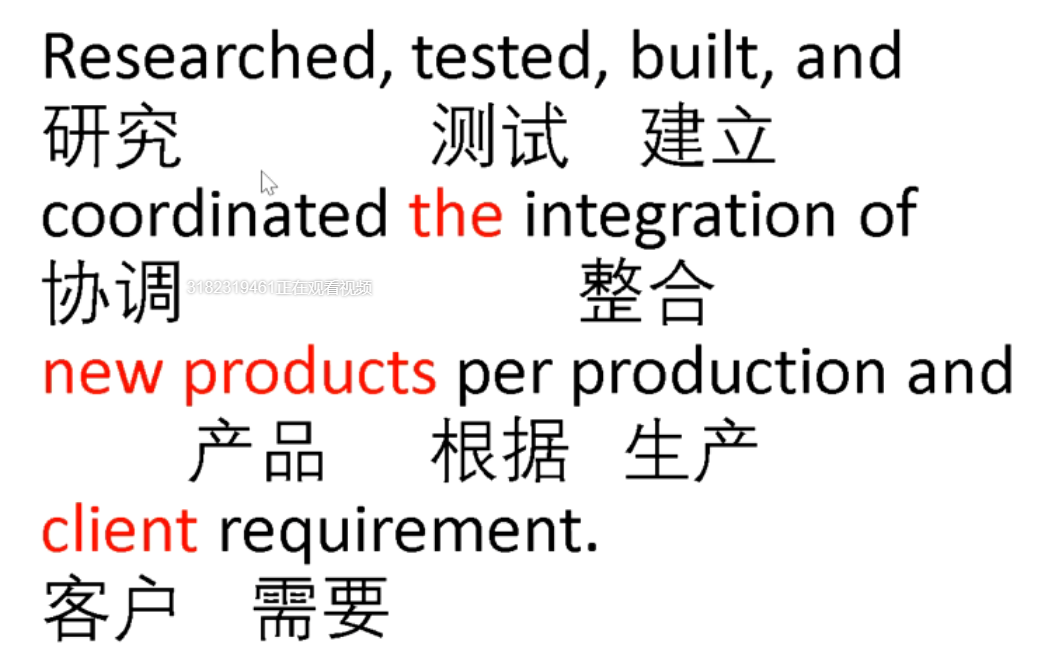 Researched, tested, built, and
研究 测试 建立
coordinated the integration of
协调 整合
3182319461正在观看视频
new products per production and
产品 根据 生产
client requirement.
客户 需要